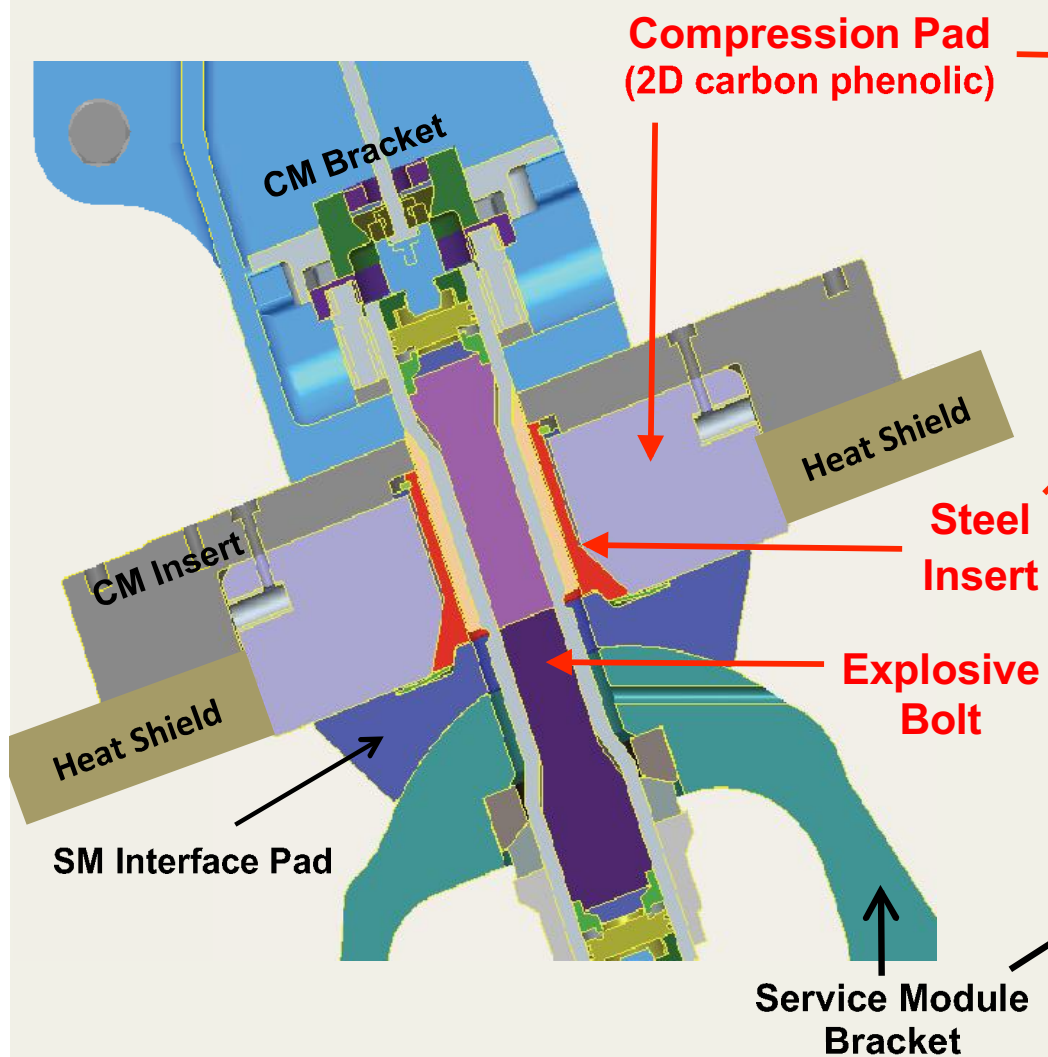 Compression Pad
(2D carbon phenolic)
CM Bracket
Heat Shield
Steel
Insert
CM Insert
Explosive
Bolt
Heat Shield
SM Interface Pad
Service Module
Bracket